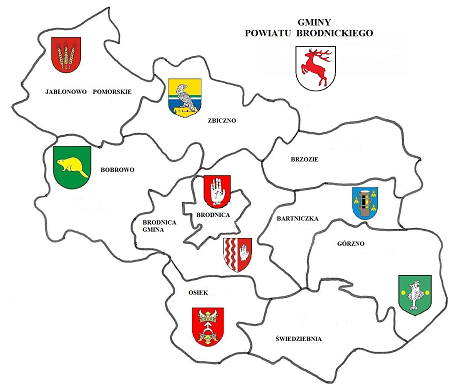 GMINY
POWIATU BRODNICKIEGO
JABŁONOWO POMORSKIE
ZBICZNO
BOBROWO
BRZOZIE
BRODNICA
BRODNICA
GMINA
BARTNICZKA
GÓRZNO
OSIEK
ŚWIEDZIEBNIA